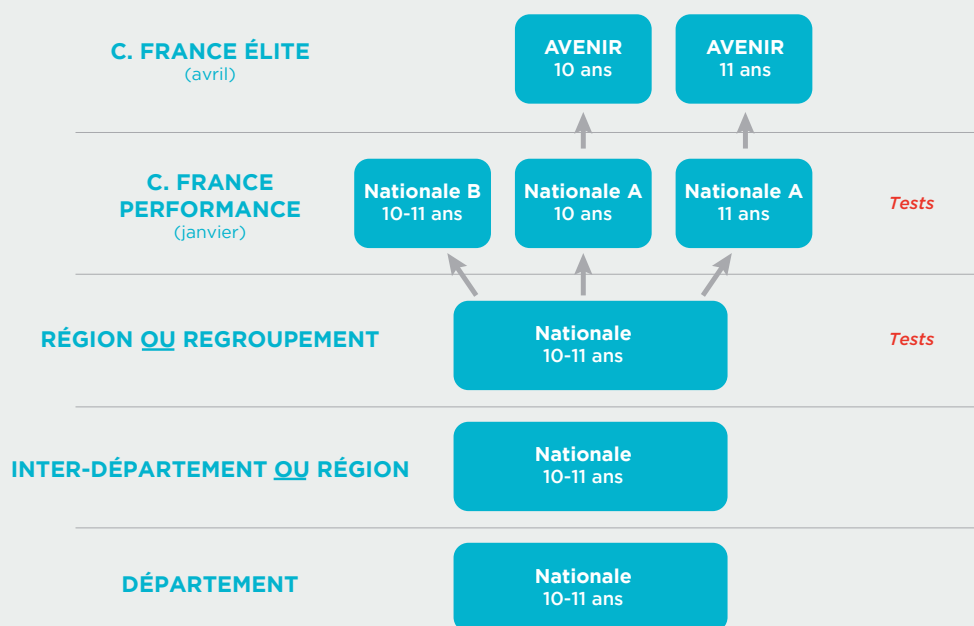 C. FRANCE ÉLITE
(avril)
AVENIR
10 ans
AVENIR
11 ans
C. FRANCE
PERFORMANCE
(janvier)
Nationale B
10-11 ans
Nationale A
10 ans
Nationale A
11 ans
Tests
RÉGION OU REGROUPEMENT
Nationale
10-11 ans
Tests
INTER-DÉPARTEMENT OU RÉGION
Nationale
10-11 ans
DÉPARTEMENT
Nationale
10-11 ans